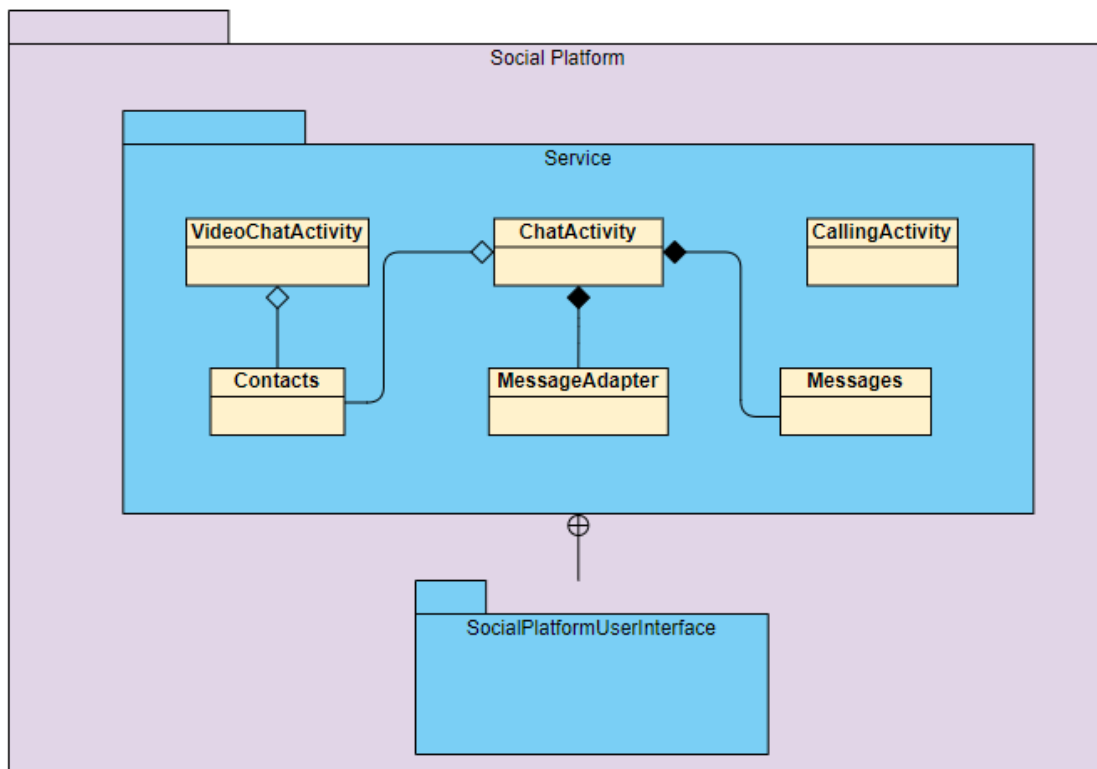 Social Platform
Service
VideoChatActivity
ChatActivity
CallingActivity
Contacts
MessageAdapter
Messages
SocialPlatformUserInterface